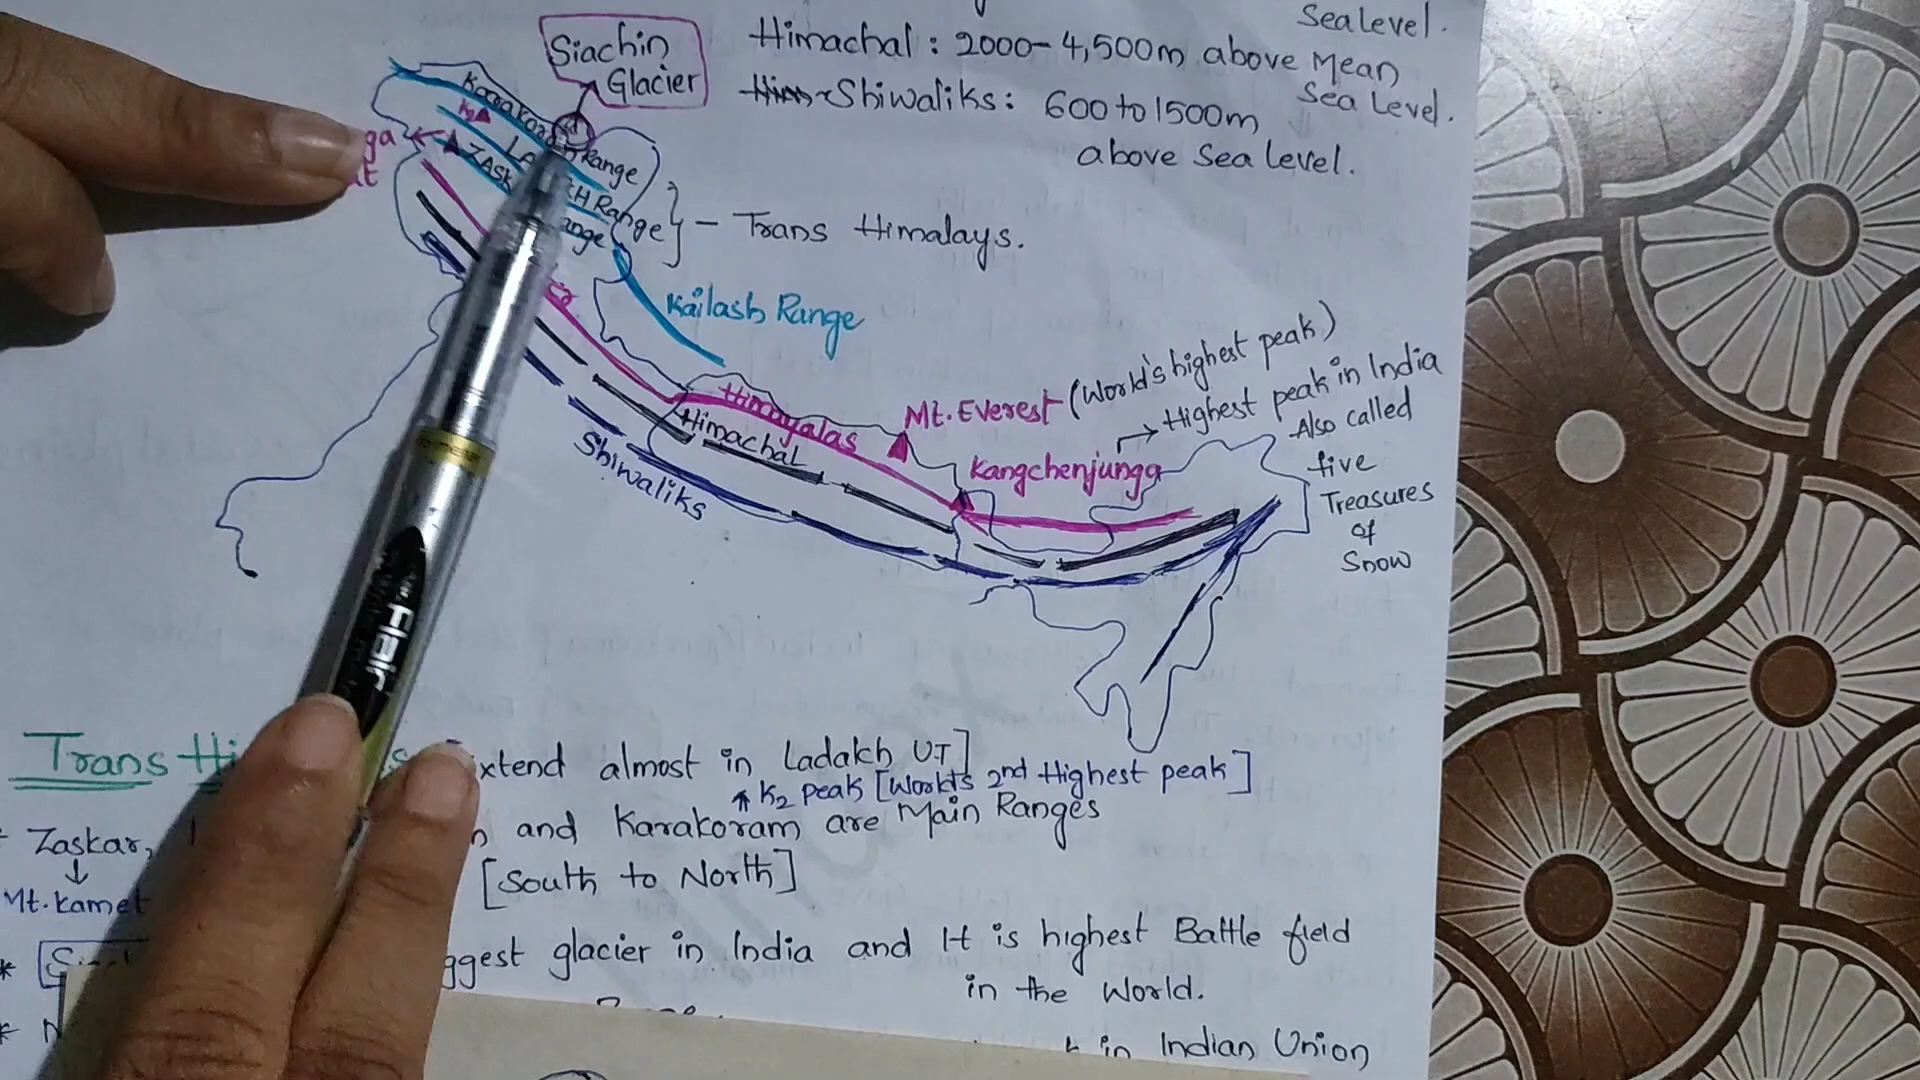 Sea Level.
Himachal : 2000-4,500m above Mean
Sea Level.
Shiwaliks: 600 to 1500m
above Sea level.
Siachin
Glacier
K2
Range
Range
- Trans Himalays.
Kailash Range
Mt. Everest (World's highest peak)
Highest peak in India
Also called
five
Treasures
of
Snow
Kangchenjunga
Himyalas
Himachal
Shiwaliks
Flair
Trans
extend almost in Ladakh UT]
K2 peak [World's 2nd Highest peak]
Zaskar,
and Karakoram are Main Ranges
[South to North]
Mt. Kamet
glacier in India and It is highest Battle field
in the World.
in Indian Union